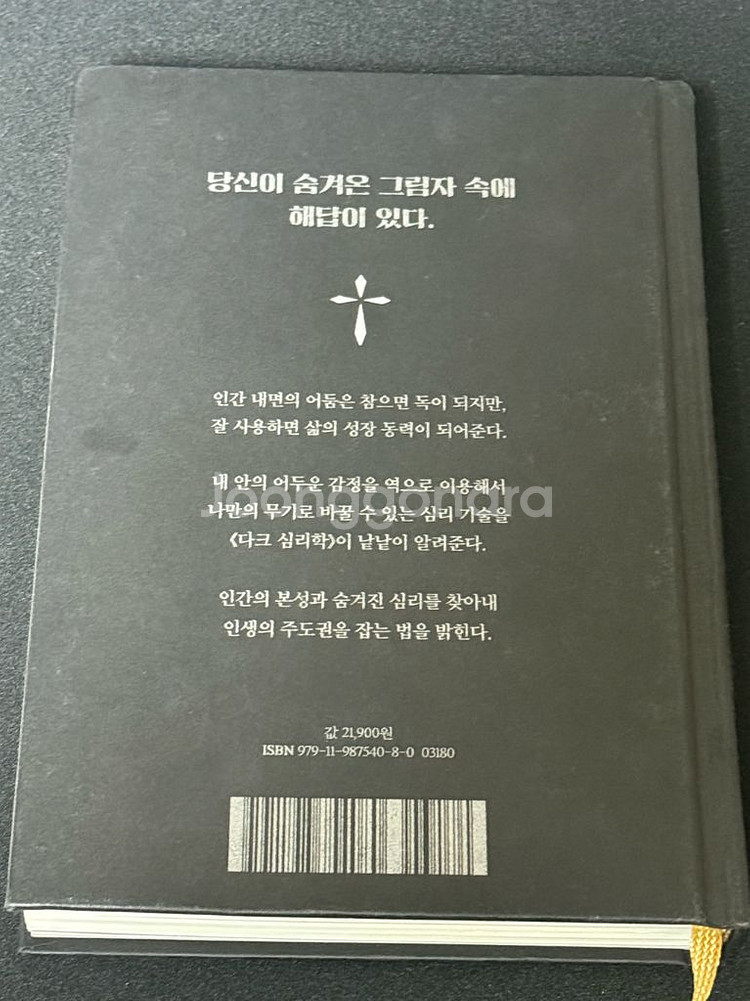 당신이 숨겨온 그림자 속에
해답이 있다.
인간 내면의 어둠은 참으면 독이 되지만,
잘 사용하면 삶의 성장 동력이 되어준다.
내 안의 어두운 감정을 역으로 이용해서
나만의 무기로 바꿀 수 있는 심리 기술을
《다크 심리학》이 낱낱이 알려준다.
Joonggonara
인간의 본성과 숨겨진 심리를 찾아내
인생의 주도권을 잡는 법을 밝힌다.
값 21,900원
ISBN 979-11-987540-8-0 03180